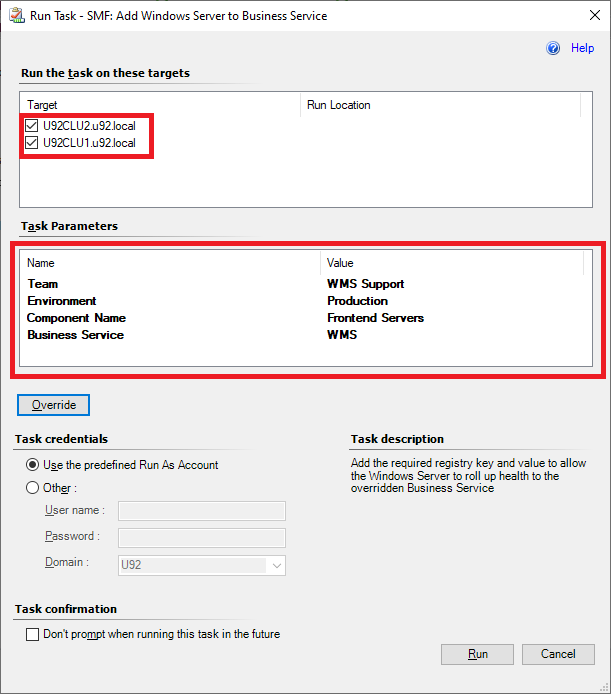 Run Task - SMF: Add Windows Server to Business Service
Help
Run the task on these targets
Target Run Location
U92CLU2.u92.local
U92CLU1.u92.local
Task Parameters
Name Value
Team WMS Support
Environment Production
Component Name Frontend Servers
Business Service WMS
Override
Task credentials
Use the predefined Run As Account
Other :
User name :
Password :
Domain : U92
Task description
Add the required registry key and value to allow
the Windows Server to roll up health to the
overridden Business Service
Task confirmation
Don't prompt when running this task in the future
Run Cancel